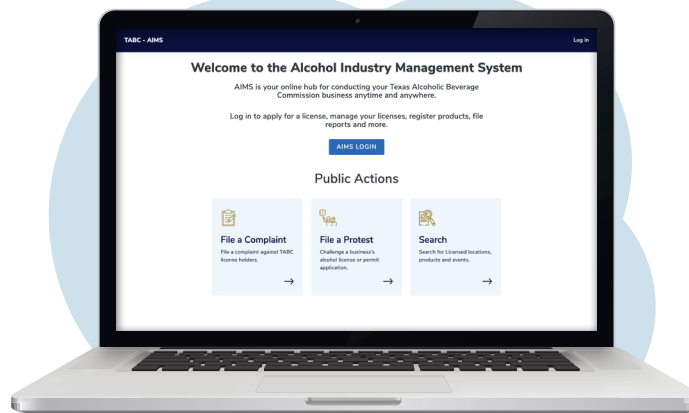 TABC - AIMS
Log in
Welcome to the Alcohol Industry Management System
AIMS is your online hub for conducting your Texas Alcoholic Beverage
Commission business anytime and anywhere.
Log in to apply for a license, manage your licenses, register products, file
reports and more.
AIMS LOGIN
Public Actions
File a Complaint
File a complaint against TABC
license holders.
File a Protest
Challenge a business's
alcohol license or permit
application.
Search
Search for Licensed locations,
products and events.